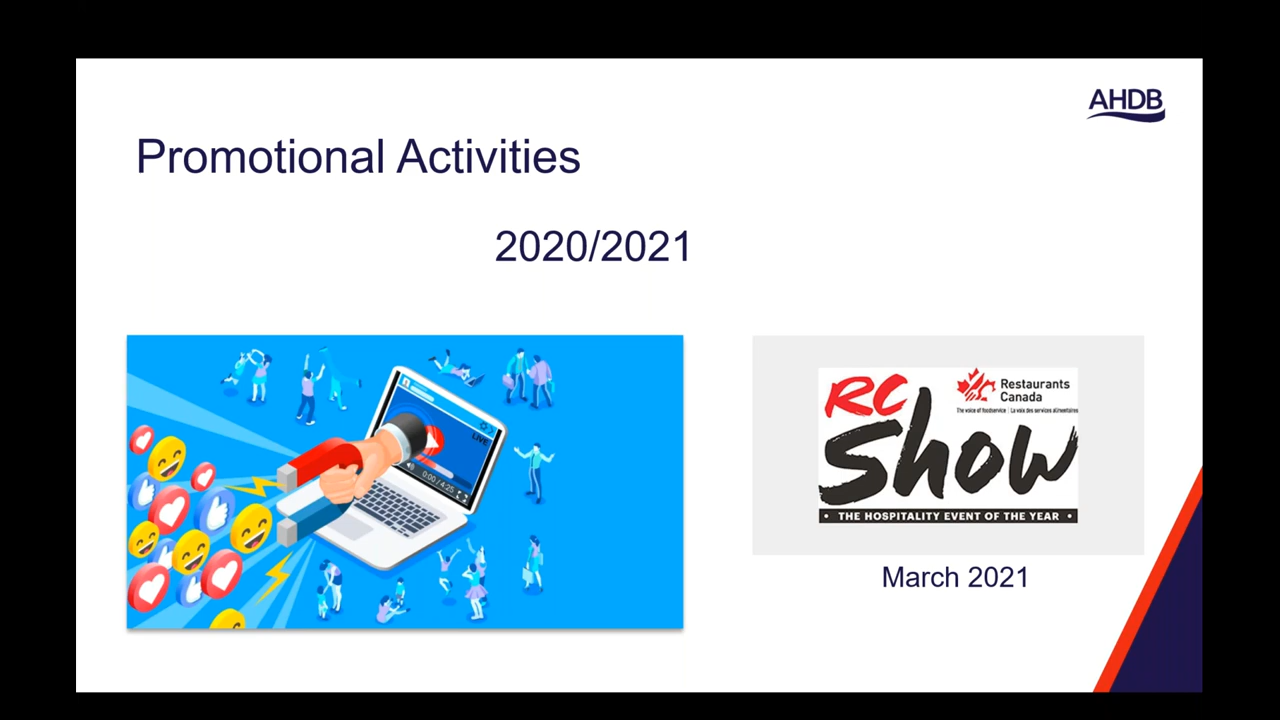 AHDB
Promotional Activities
2020/2021
LIVE
0:00 / 4:25
RC
Restaurants
Canada
The voice of foodservice | La voix des services alimentaires
Show
• THE HOSPITALITY EVENT OF THE YEAR •
March 2021